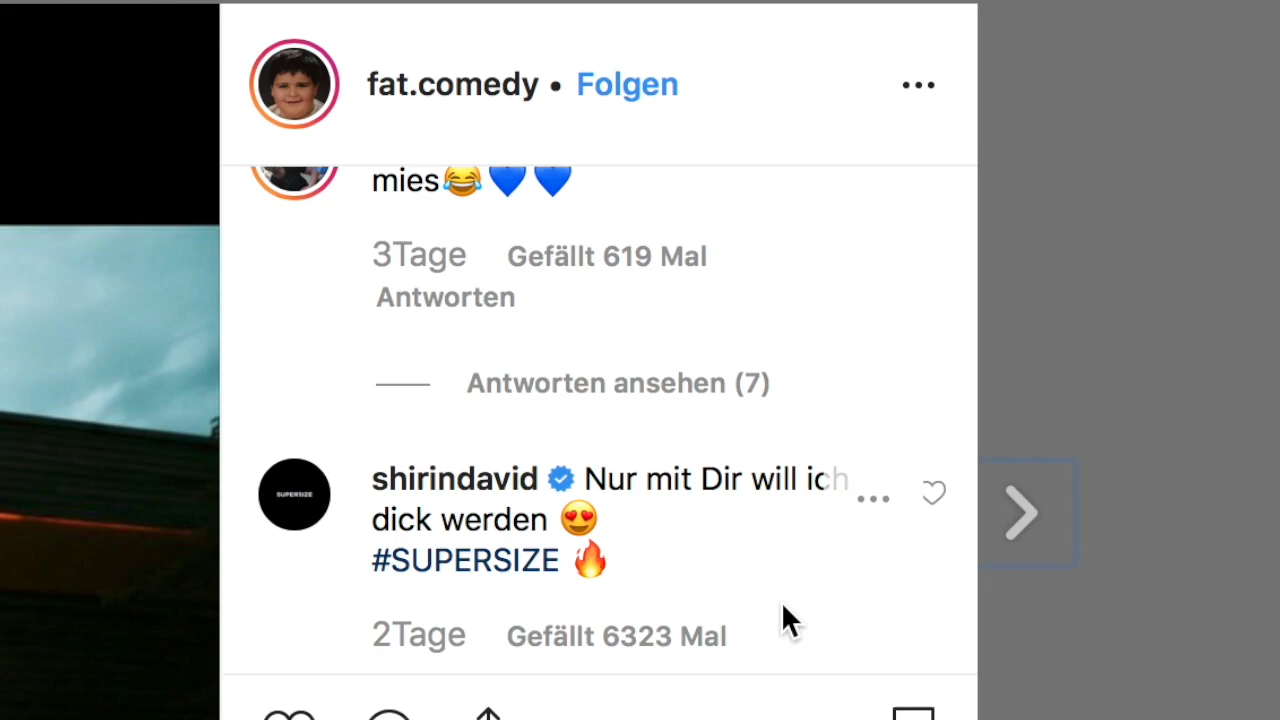 fat.comedy • Folgen
mies😂💙💙
3Tage Gefällt 619 Mal
Antworten
Antworten ansehen (7)
SUPERSIZE
shirindavid Nur mit Dir will ich
dick werden 😍
#SUPERSIZE 🔥
2Tage Gefällt 6323 Mal